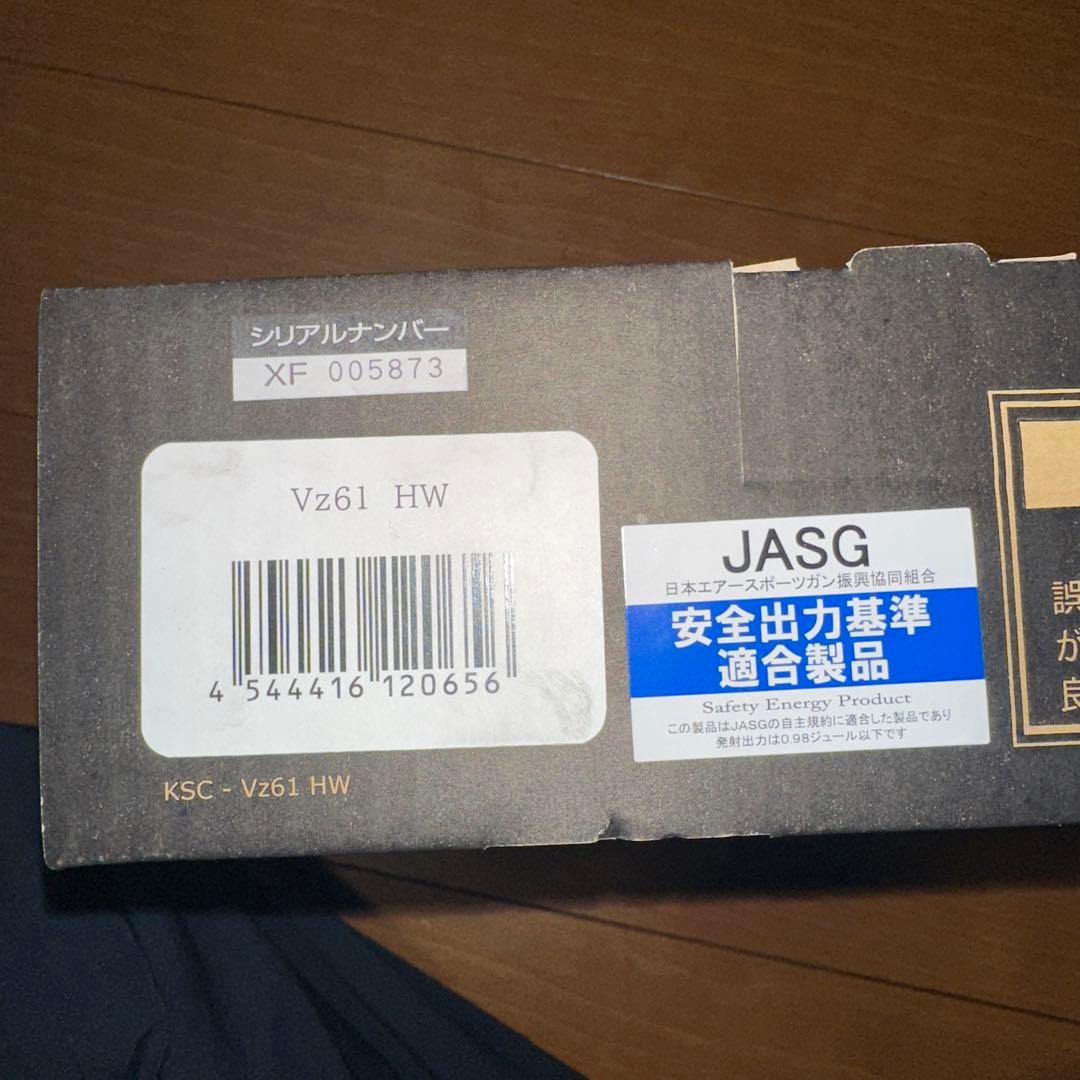 シリアルナンバー
XF 005873
Vz61 HW
4 544416 120656
KSC - Vz61 HW
JASG
日本エアースポーツガン振興協同組合
安全出力基準
適合製品
Safety Energy Product
この製品はJASGの自主規約に適合した製品であり
発射出力は0.98ジュール以下です
誤
が
良